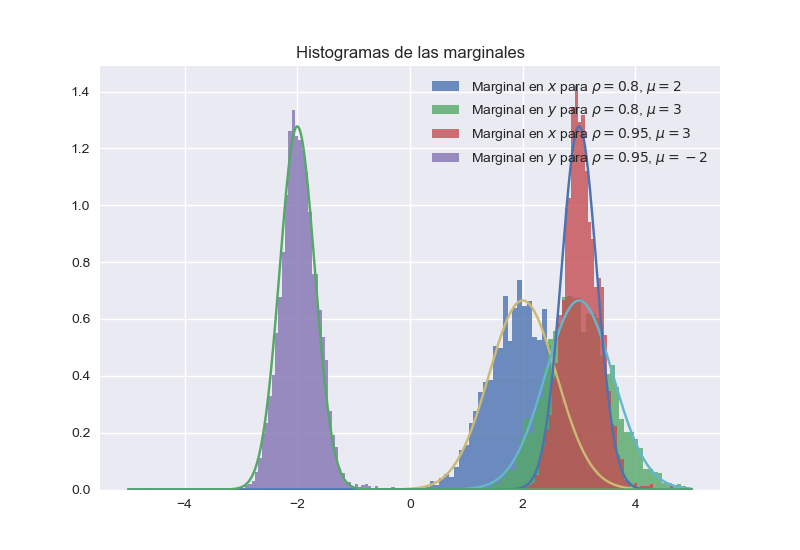 Histogramas de las marginales
Marginal en x para ρ = 0.8, μ = 2
Marginal en y para ρ = 0.8, μ = 3
Marginal en x para ρ = 0.95, μ = 3
Marginal en y para ρ = 0.95, μ = −2
1.4
1.2
1.0
0.8
0.6
0.4
0.2
0.0
−4 −2 0 2 4